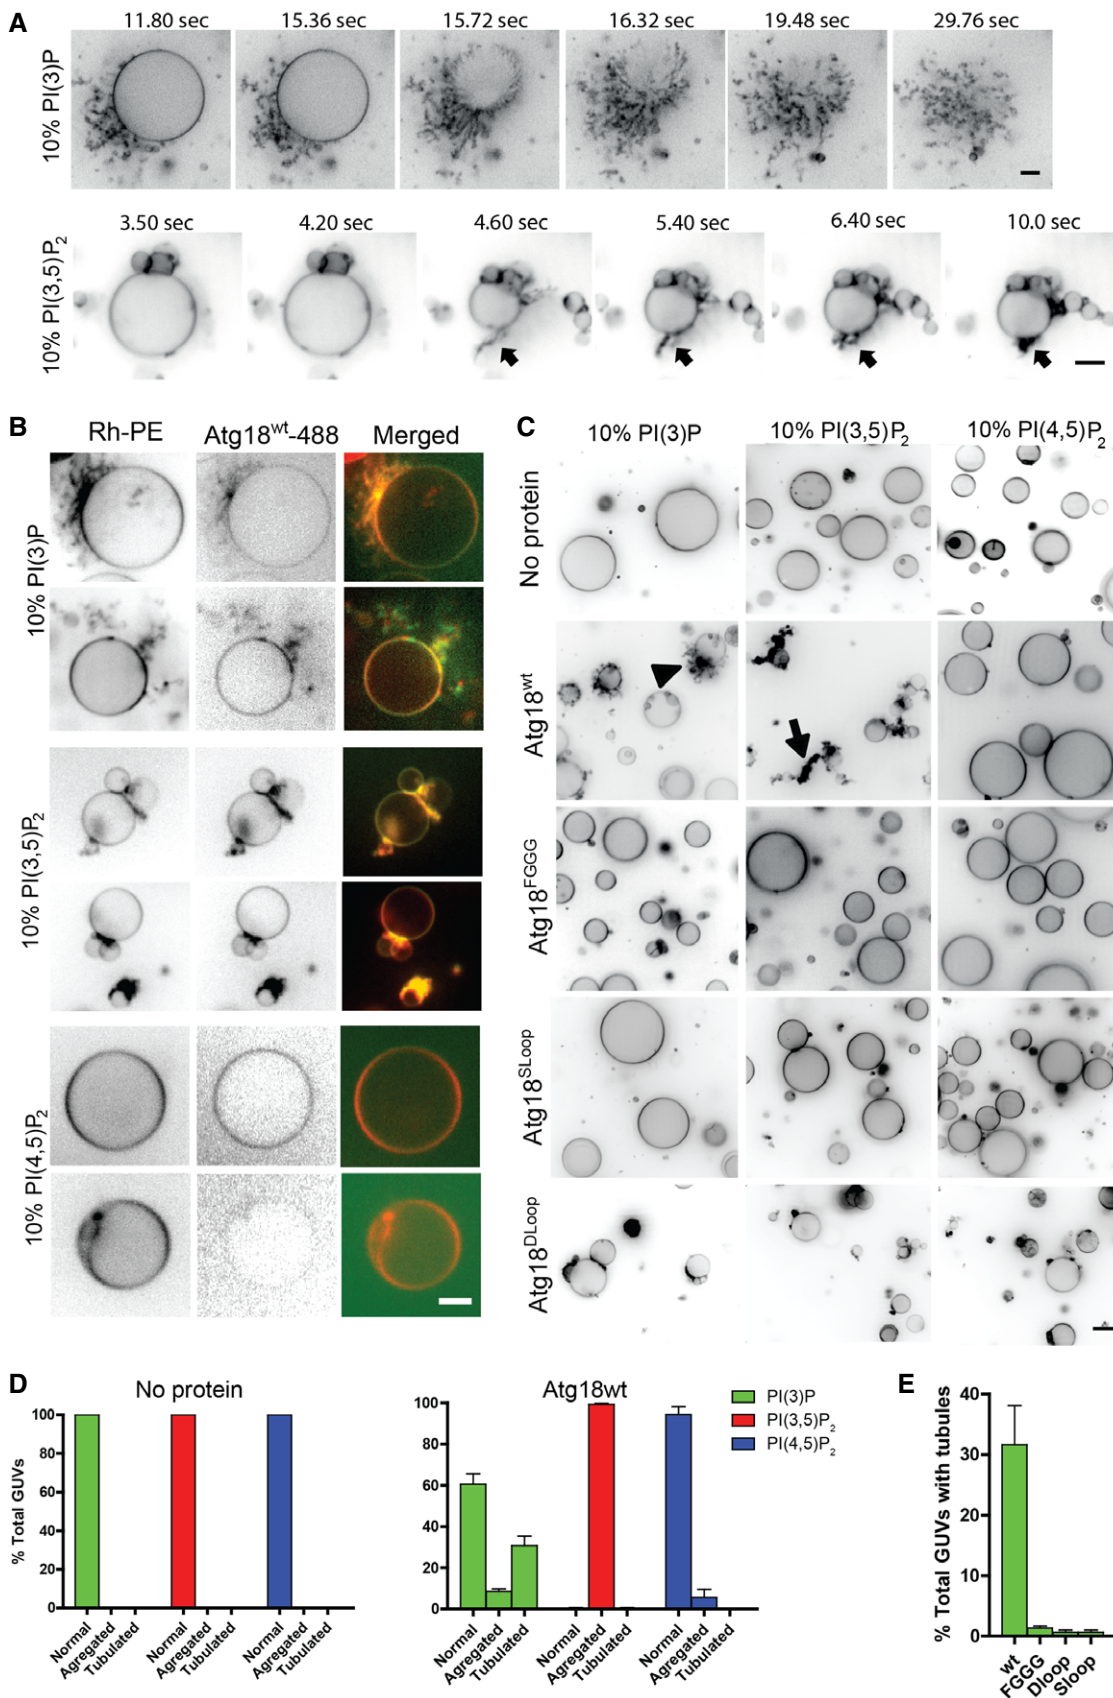 A
11.80 sec 15.36 sec 15.72 sec 16.32 sec 19.48 sec 29.76 sec
10% PI(3)P
3.50 sec 4.20 sec 4.60 sec 5.40 sec 6.40 sec 10.0 sec
10% PI(3,5)P2
B
Rh-PE Atg18wt-488 Merged
10% PI(3)P
10% PI(3,5)P2
10% PI(4,5)P2
C
10% PI(3)P 10% PI(3,5)P2 10% PI(4,5)P2
No protein
Atg18wt
Atg18FGGG
Atg18SLoop
Atg18DLoop
D
No protein
% Total GUVs
100
80
60
40
20
0
Normal Agregated Tubulated Normal Agregated Tubulated Normal Agregated Tubulated
Atg18wt
100
80
60
40
20
0
Normal Agregated Tubulated Normal Agregated Tubulated Normal Agregated Tubulated
PI(3)P
PI(3,5)P2
PI(4,5)P2
E
% Total GUVs with tubules
40
30
20
10
0
wt FGGG Dloop Sloop